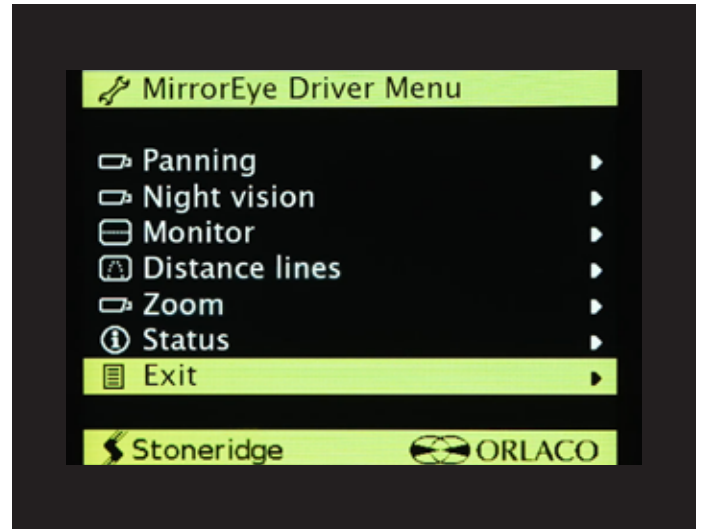 MirrorEye Driver Menu
Panning
Night vision
Monitor
Distance lines
Zoom
Status
Exit
Stoneridge ORLACO